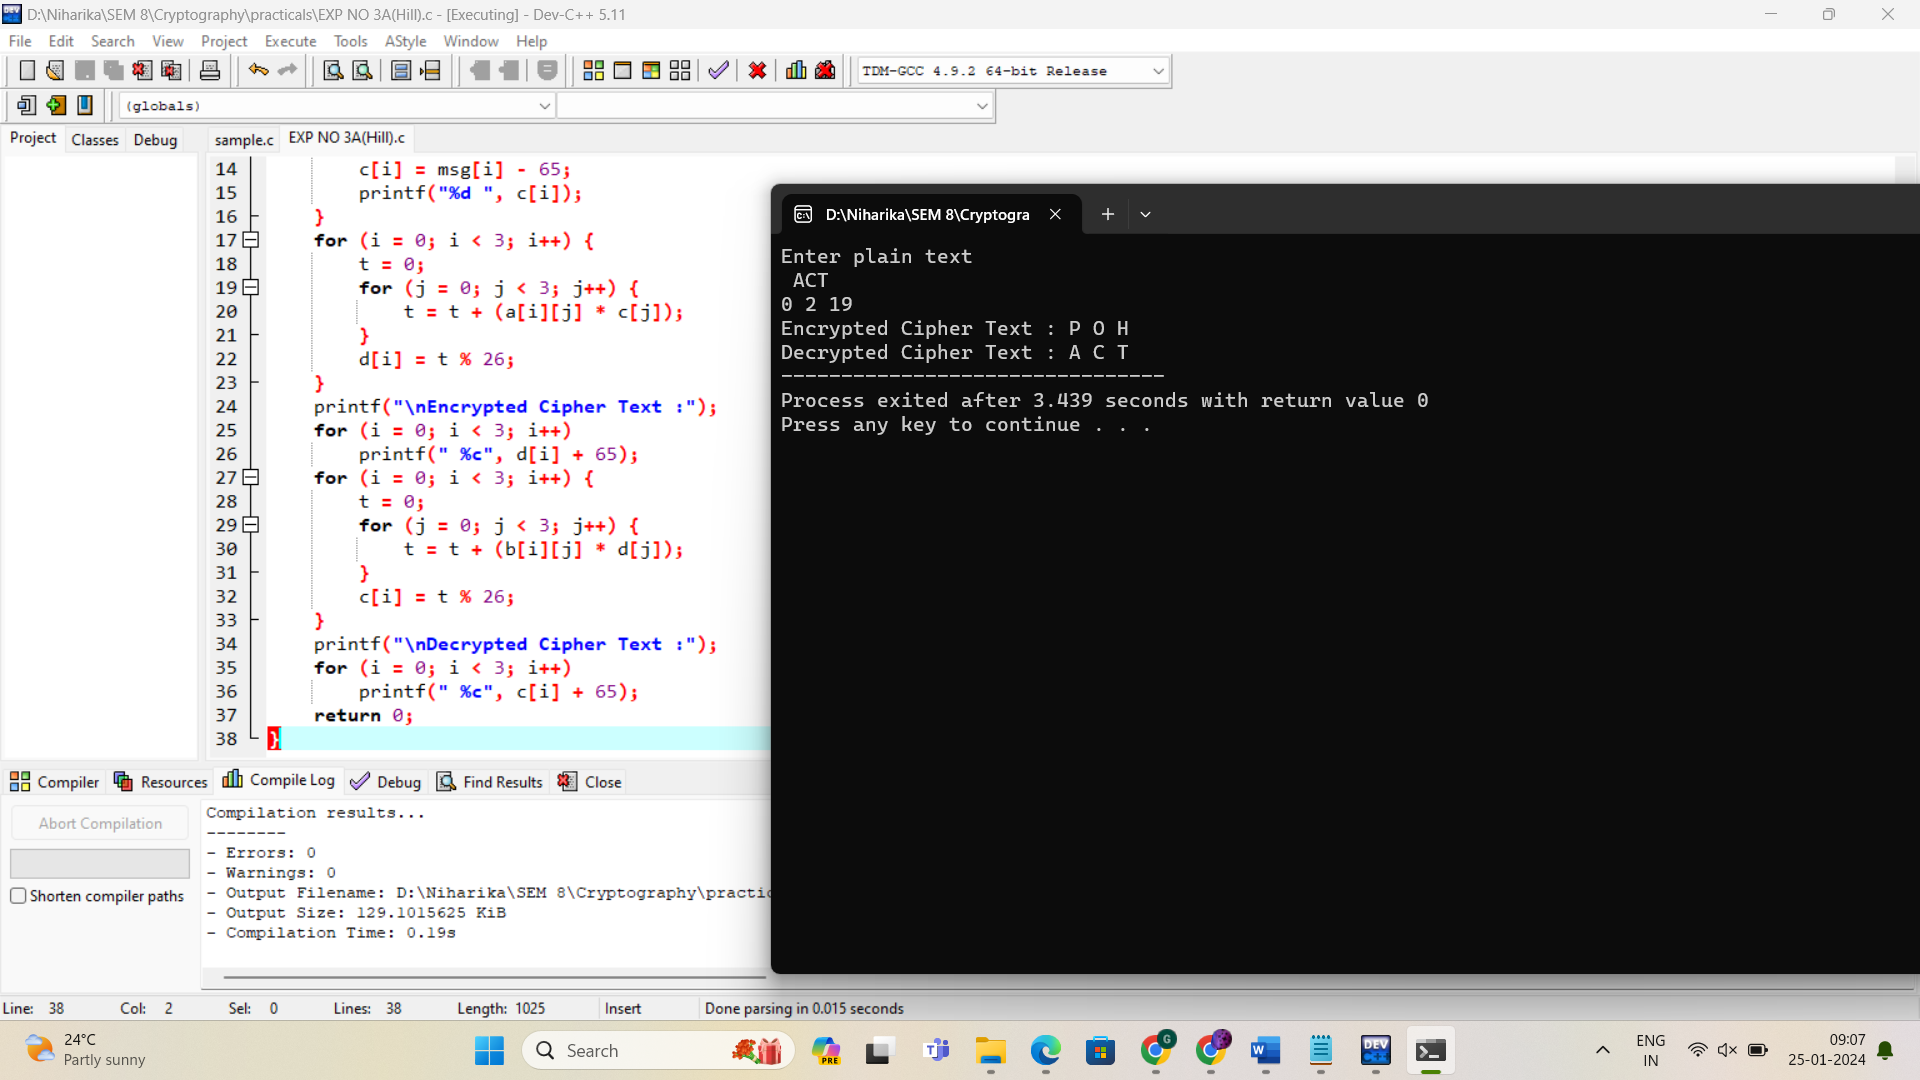 D:\Niharika\SEM 8\Cryptography\practicals\EXP NO 3A(Hill).c - [Executing] - Dev-C++ 5.11
File Edit Search View Project Execute Tools AStyle Window Help
TDM-GCC 4.9.2 64-bit Release
(globals)
Project Classes Debug sample.c EXP NO 3A(Hill).c
14 c[i] = msg[i] - 65;
15 printf("%d ", c[i]);
16 }
17 for (i = 0; i < 3; i++) {
18 t = 0;
19 for (j = 0; j < 3; j++) {
20 t = t + (a[i][j] * c[j]);
21 }
22 d[i] = t % 26;
23 }
24 printf("\nEncrypted Cipher Text :");
25 for (i = 0; i < 3; i++)
26 printf(" %c", d[i] + 65);
27 for (i = 0; i < 3; i++) {
28 t = 0;
29 for (j = 0; j < 3; j++) {
30 t = t + (b[i][j] * d[j]);
31 }
32 c[i] = t % 26;
33 }
34 printf("\nDecrypted Cipher Text :");
35 for (i = 0; i < 3; i++)
36 printf(" %c", c[i] + 65);
37 return 0;
38 }
D:\Niharika\SEM 8\Cryptogra
Enter plain text
ACT
0 2 19
Encrypted Cipher Text : P O H
Decrypted Cipher Text : A C T
--------------------------------
Process exited after 3.439 seconds with return value 0
Press any key to continue . . .
Compiler Resources Compile Log Debug Find Results Close
Abort Compilation
Shorten compiler paths
Compilation results...
--------
- Errors: 0
- Warnings: 0
- Output Filename: D:\Niharika\SEM 8\Cryptography\practic
- Output Size: 129.1015625 KiB
- Compilation Time: 0.19s
Line: 38 Col: 2 Sel: 0 Lines: 38 Length: 1025 Insert Done parsing in 0.015 seconds
24°C
Partly sunny
Search
PRE
G
DEV
C++
ENG
IN
09:07
25-01-2024